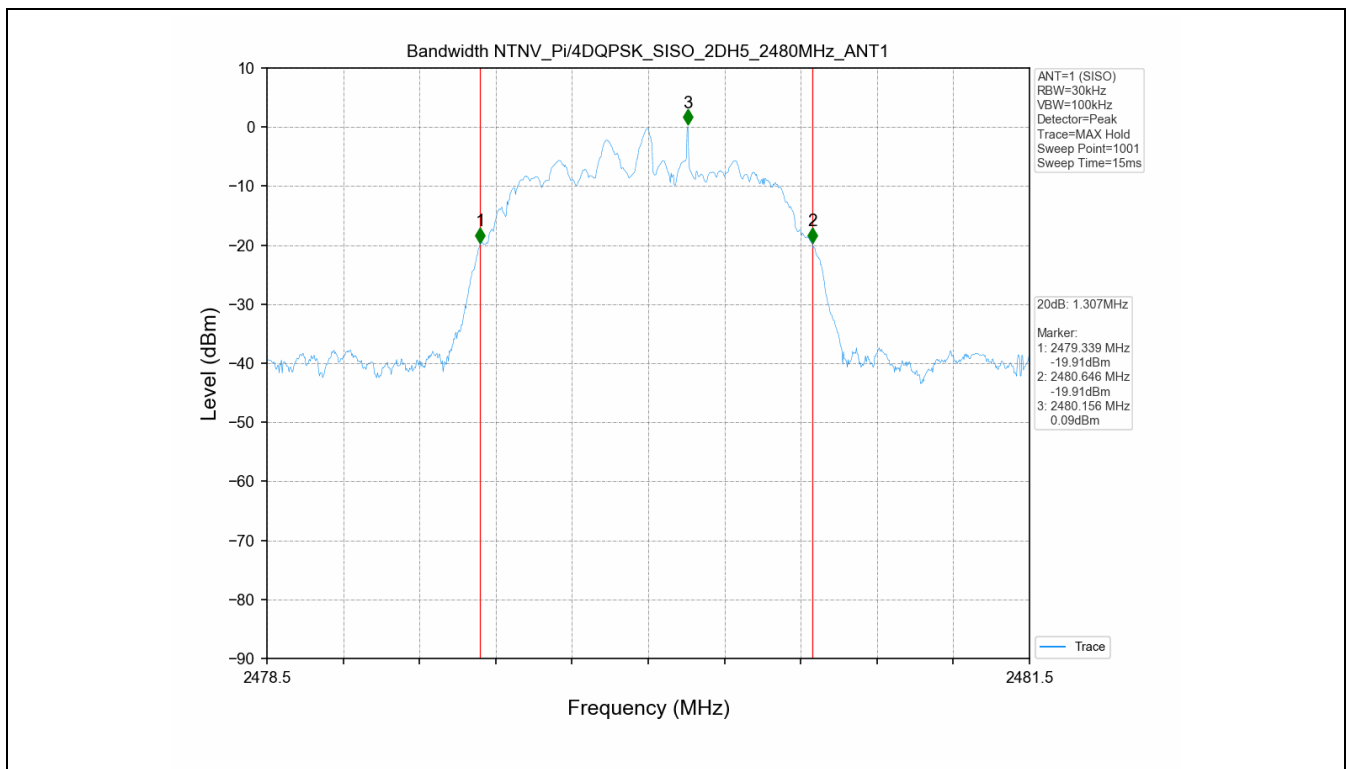 Bandwidth NTNV_Pi/4DQPSK_SISO_2DH5_2480MHz_ANT1
10
0
−10
−20
−30
−40
−50
−60
−70
−80
−90
Level (dBm)
1
2
3
2478.5
2481.5
Frequency (MHz)
ANT=1 (SISO)
RBW=30kHz
VBW=100kHz
Detector=Peak
Trace=MAX Hold
Sweep Point=1001
Sweep Time=15ms
20dB: 1.307MHz
Marker:
1: 2479.339 MHz
-19.91dBm
2: 2480.646 MHz
-19.91dBm
3: 2480.156 MHz
0.09dBm
Trace